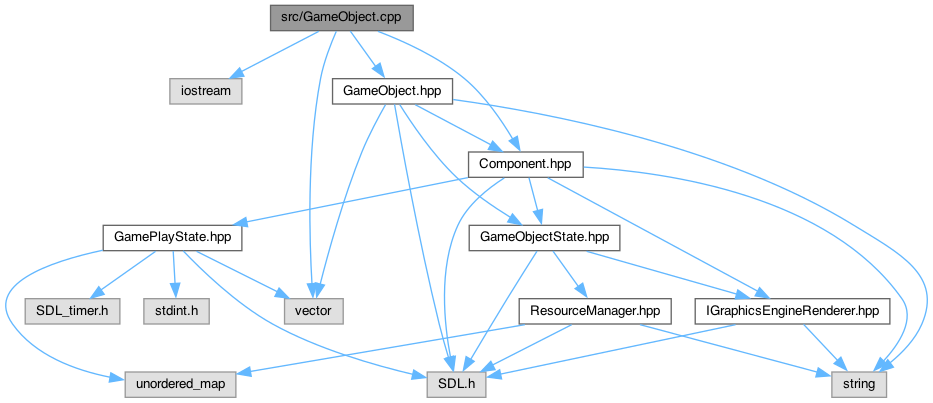 src/GameObject.cpp
iostream
GameObject.hpp
Component.hpp
GamePlayState.hpp
GameObjectState.hpp
SDL_timer.h
stdint.h
vector
ResourceManager.hpp
IGraphicsEngineRenderer.hpp
unordered_map
SDL.h
string